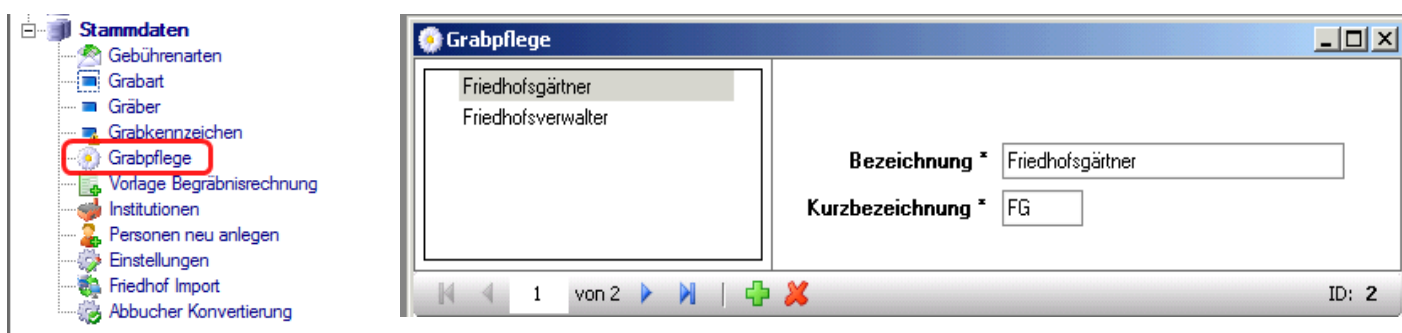 Stammdaten
Gebührenarten
Grabart
Gräber
Grabkennzeichen
Grabpflege
Vorlage Begräbnisrechnung
Institutionen
Personen neu anlegen
Einstellungen
Friedhof Import
Abbucher Konvertierung
Grabpflege
Friedhofsgärtner
Friedhofsverwalter
Bezeichnung * Friedhofsgärtner
Kurzbezeichnung * FG
1 von 2 ID: 2